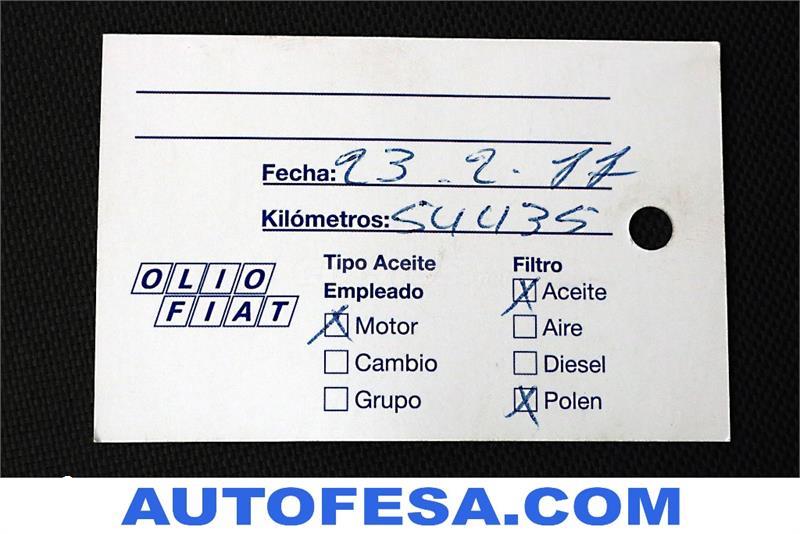 Fecha: 23.2.17
Kilómetros: 54435
OLIO
FIAT
Tipo Aceite
Empleado
X Motor
Cambio
Grupo
Filtro
X Aceite
Aire
Diesel
X Polen
AUTOFESA.COM